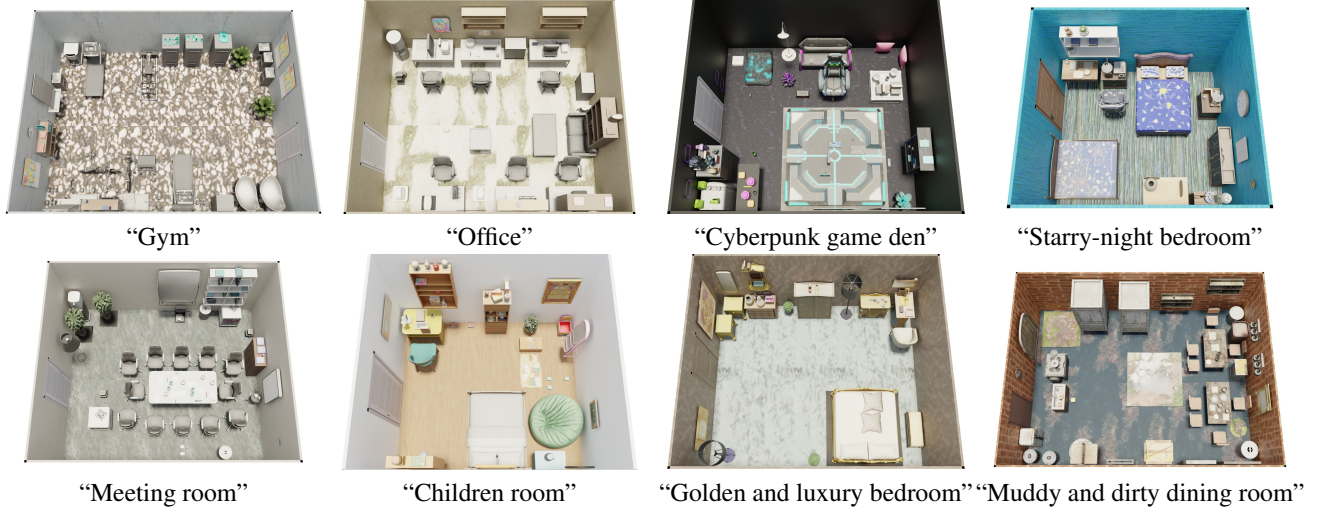 “Gym”
“Office”
“Cyberpunk game den”
“Starry-night bedroom”
“Meeting room”
“Children room”
“Golden and luxury bedroom”
“Muddy and dirty dining room”